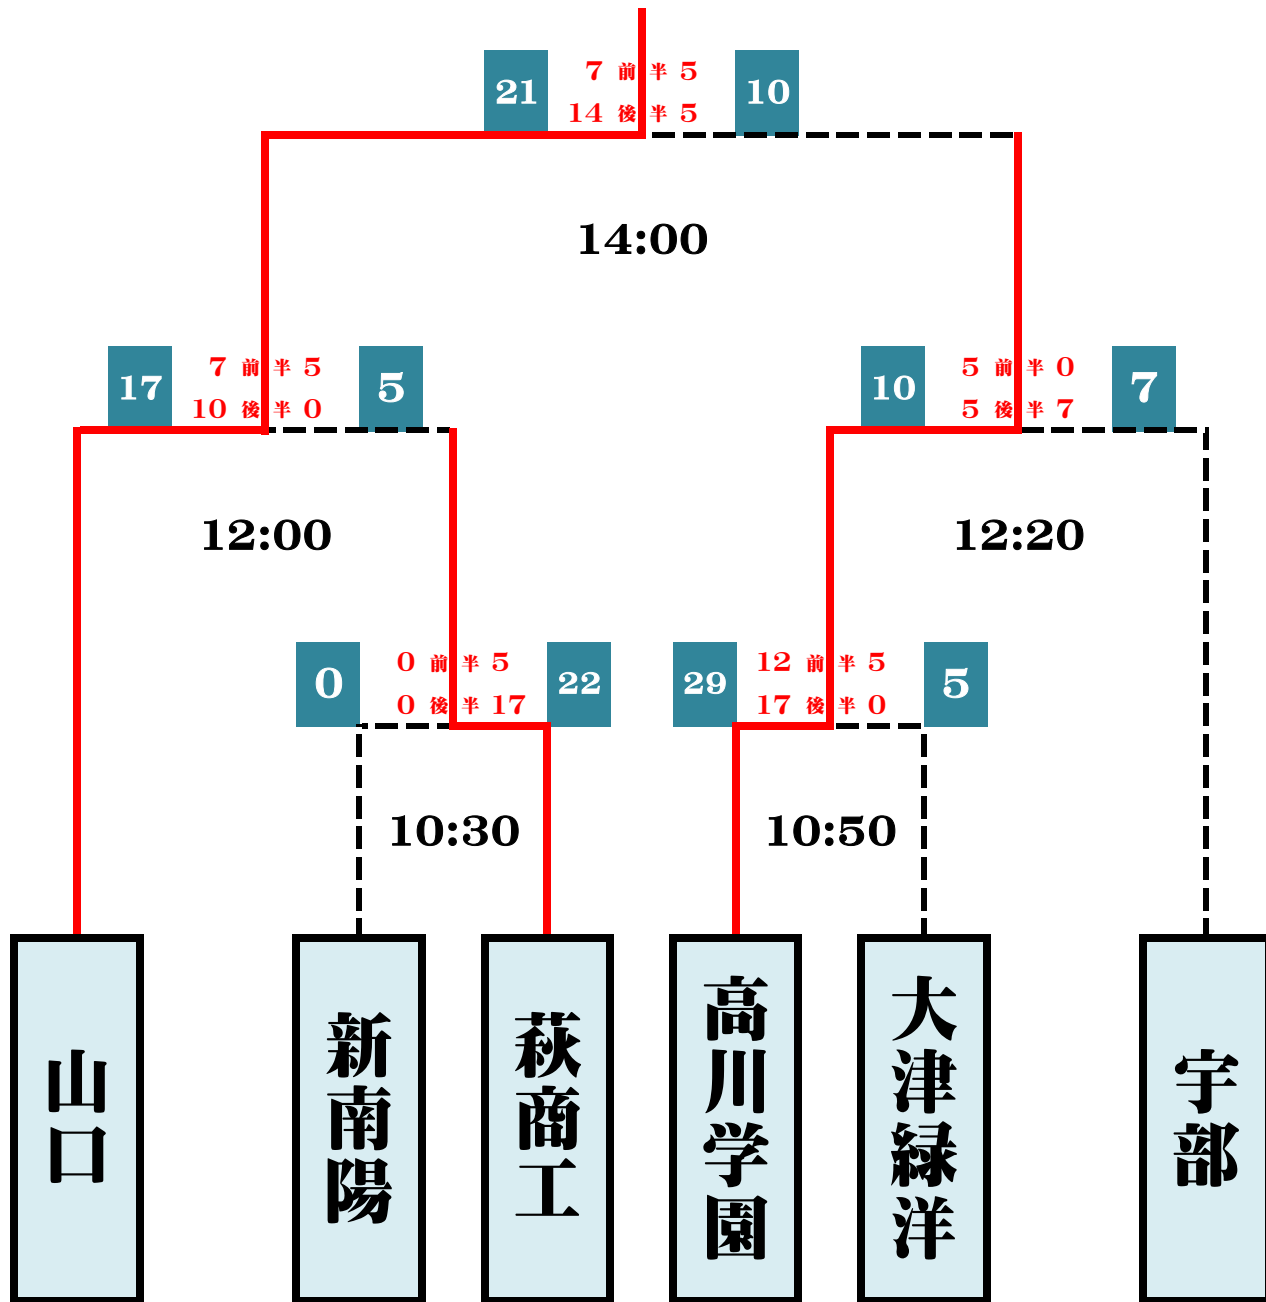 21 7 前 半 5 10
14 後 半 5
14:00
17 7 前 半 5 5
10 後 半 0
10 5 前 半 0 7
5 後 半 7
12:00
12:20
0 0 前 半 5 22
0 後 半 17
29 12 前 半 5 5
17 後 半 0
10:30
10:50
山口
新南陽
萩商工
高川学園
大津緑洋
宇部